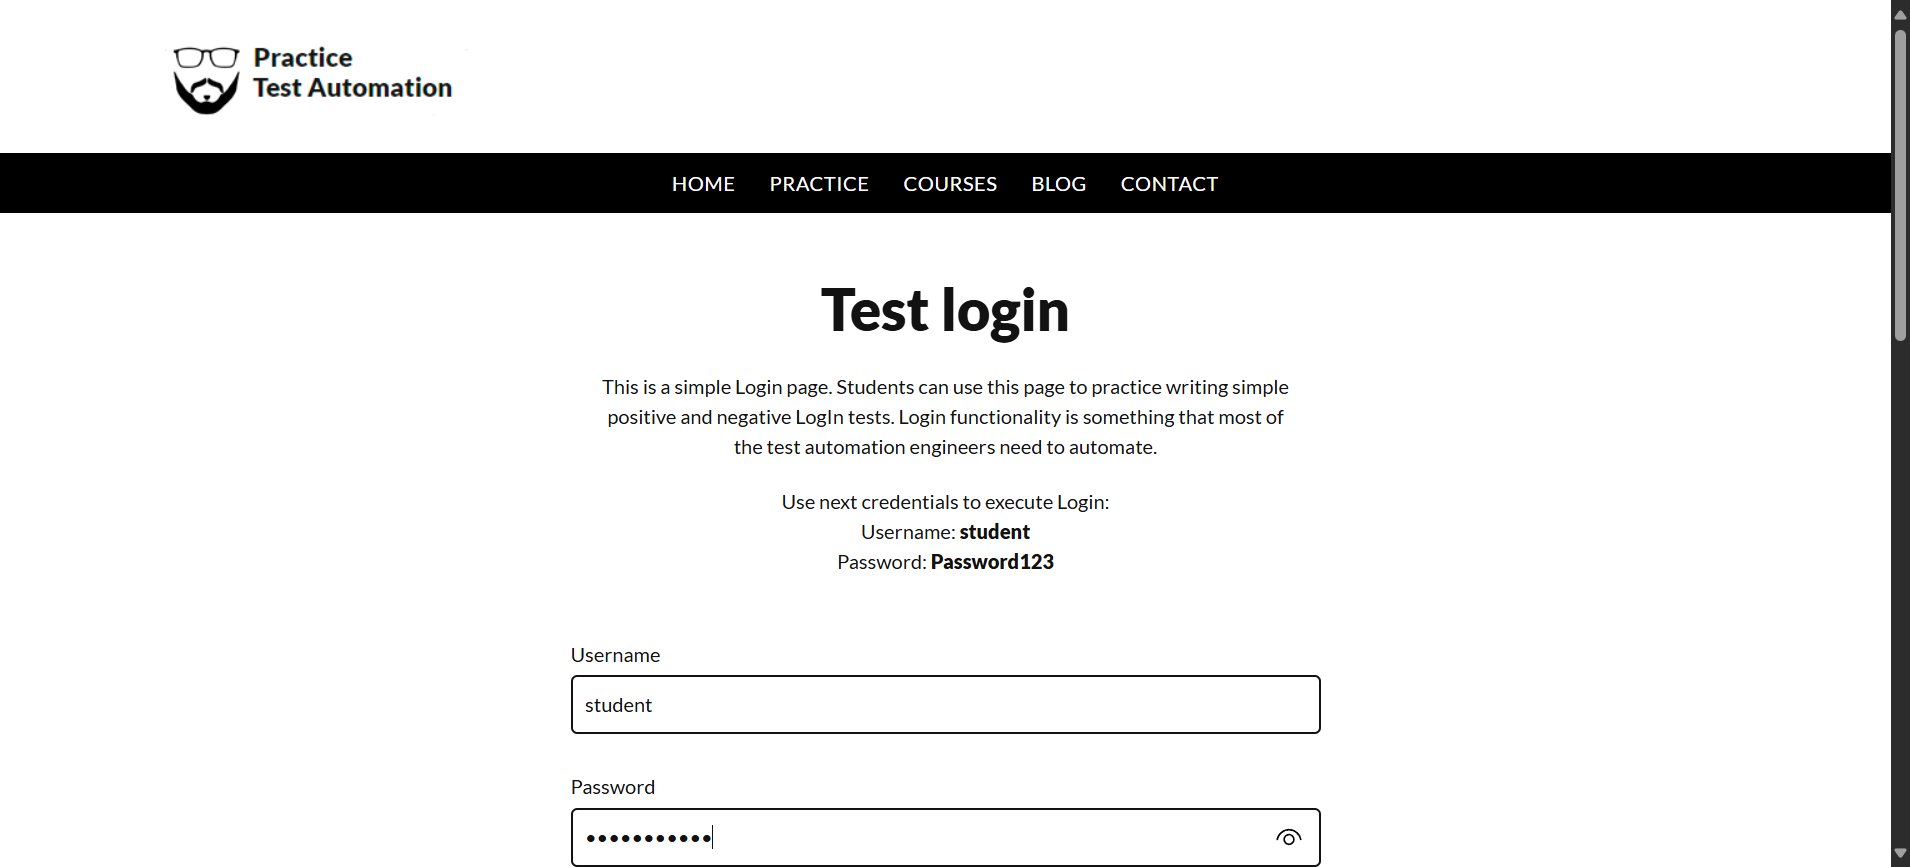 Practice
Test Automation
HOME PRACTICE COURSES BLOG CONTACT
Test login
This is a simple Login page. Students can use this page to practice writing simple
positive and negative LogIn tests. Login functionality is something that most of
the test automation engineers need to automate.
Use next credentials to execute Login:
Username: student
Password: Password123
Username
student
Password
•••••••••••